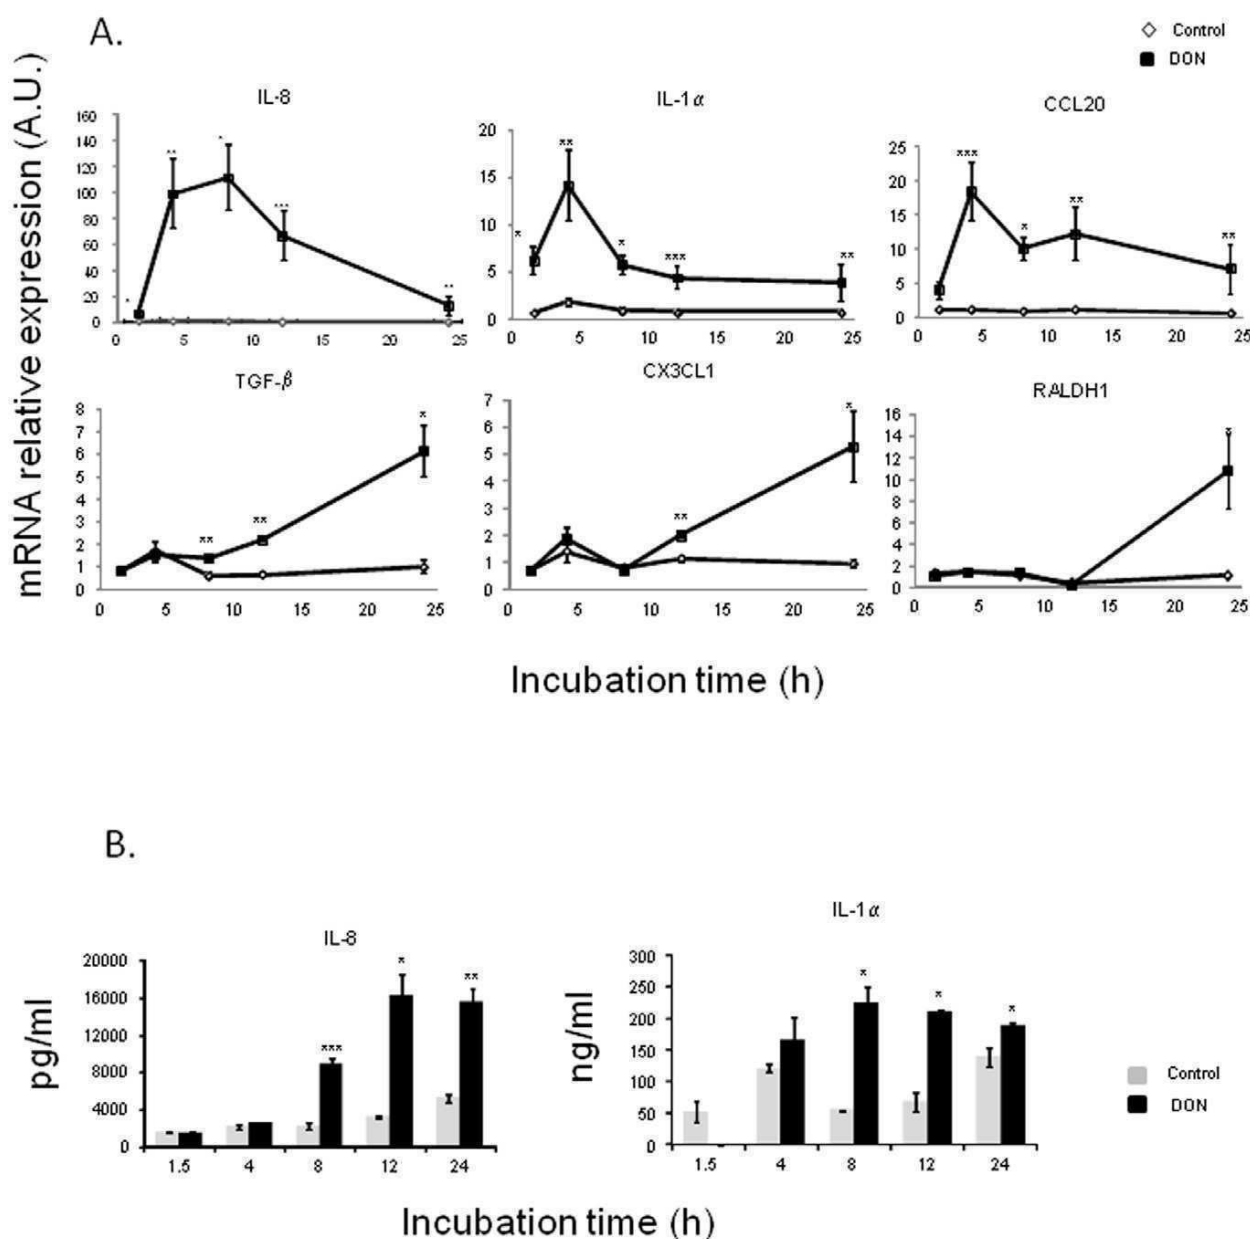 A.
Control
DON
mRNA relative expression (A.U.)
IL-8
160
140
120
100
80
60
40
20
0
0 5 10 15 20 25
* ** * *** **
IL-1α
20
15
10
5
0
0 5 10 15 20 25
* ** * *** **
CCL20
25
20
15
10
5
0
0 5 10 15 20 25
*** * ** **
TGF-β
8
7
6
5
4
3
2
1
0
0 5 10 15 20 25
** ** *
CX3CL1
7
6
5
4
3
2
1
0
0 5 10 15 20 25
** *
RALDH1
16
14
12
10
8
6
4
2
0
0 5 10 15 20 25
*
Incubation time (h)
B.
IL-8
pg/ml
20000
16000
12000
8000
4000
0
1.5 4 8 12 24
*** * **
IL-1α
ng/ml
300
250
200
150
100
50
0
1.5 4 8 12 24
* * *
Control
DON
Incubation time (h)